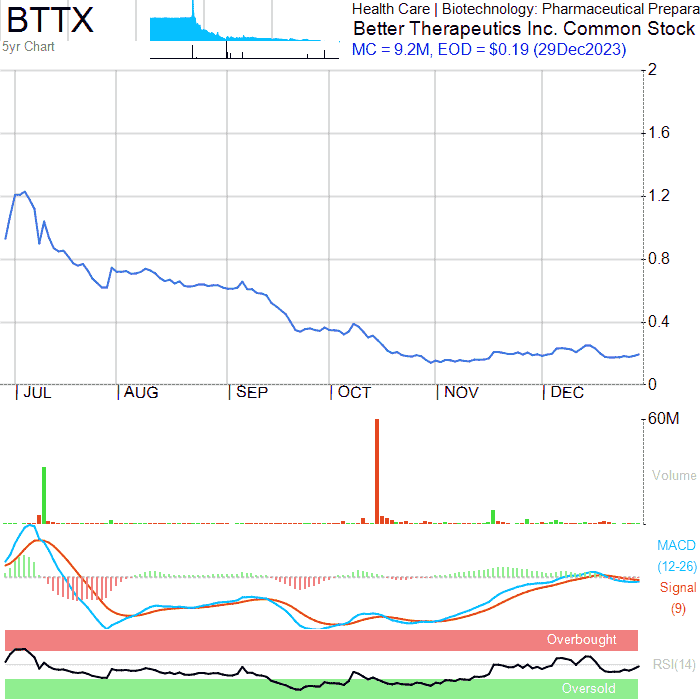 BTTX
5yr Chart
Health Care | Biotechnology: Pharmaceutical Prepara
Better Therapeutics Inc. Common Stock
MC = 9.2M, EOD = $0.19 (29Dec2023)
2
1.6
1.2
0.8
0.4
0
JUL AUG SEP OCT NOV DEC
60M
Volume
MACD
(12-26)
Signal
(9)
Overbought
RSI(14)
Oversold